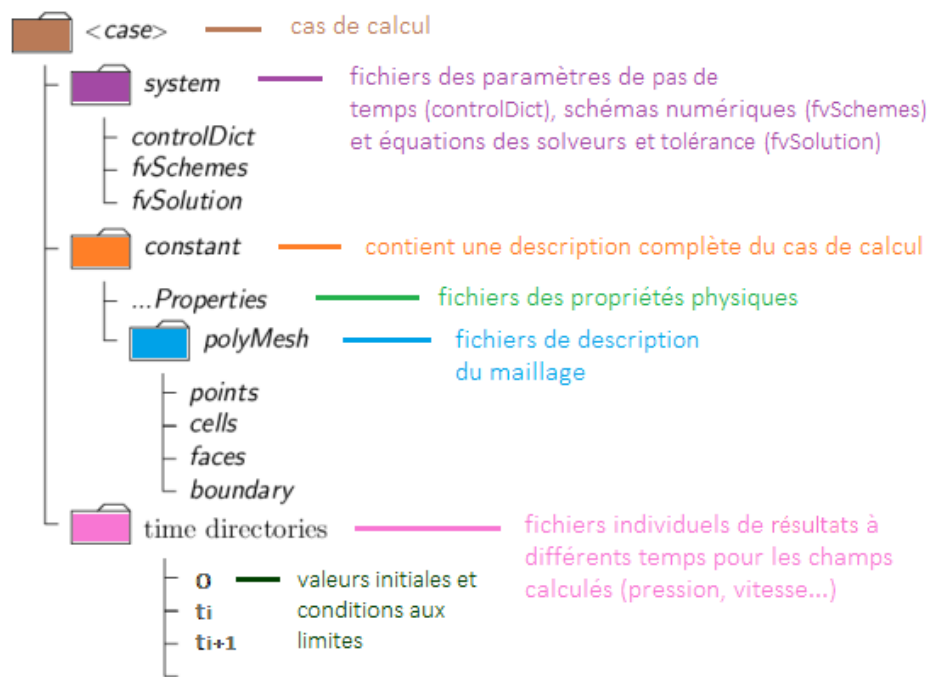 <case> cas de calcul
system fichiers des paramètres de pas de
temps (controlDict), schémas numériques (fvSchemes)
et équations des solveurs et tolérance (fvSolution)
controlDict
fvSchemes
fvSolution
constant contient une description complète du cas de calcul
...Properties fichiers des propriétés physiques
polyMesh fichiers de description
du maillage
points
cells
faces
boundary
time directories fichiers individuels de résultats à
différents temps pour les champs
calculés (pression, vitesse...)
0 valeurs initiales et
ti conditions aux
ti+1 limites